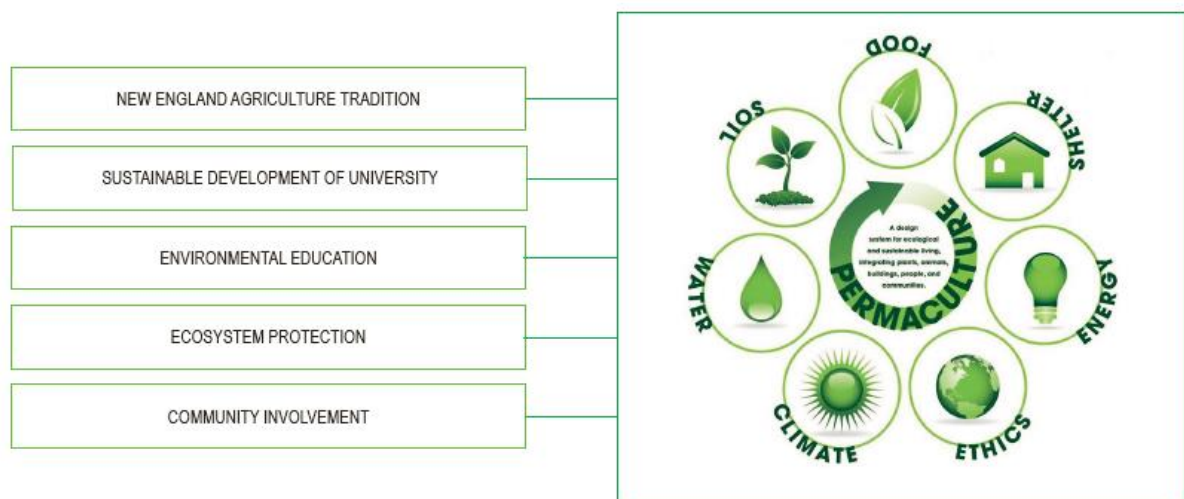 NEW ENGLAND AGRICULTURE TRADITION
SUSTAINABLE DEVELOPMENT OF UNIVERSITY
ENVIRONMENTAL EDUCATION
ECOSYSTEM PROTECTION
COMMUNITY INVOLVEMENT
FOOD
SHELTER
ENERGY
ETHICS
CLIMATE
WATER
SOIL
PERMACULTURE
A design
system for ecological
and sustainable living,
integrating plants, animals,
buildings, people, and
communities.